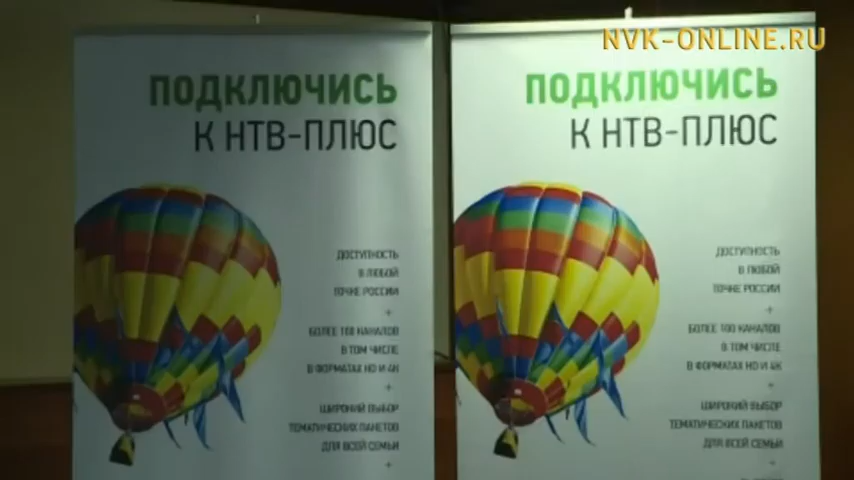 NVK-ONLINE.RU
ПОДКЛЮЧИСЬ
К НТВ-ПЛЮС
ДОСТУПНОСТЬ
В ЛЮБОЙ
ТОЧКЕ РОССИИ
+
БОЛЕЕ 100 КАНАЛОВ
В ТОМ ЧИСЛЕ
В ФОРМАТАХ HD И 4K
+
ШИРОКИЙ ВЫБОР
ТЕМАТИЧЕСКИХ ПАКЕТОВ
ДЛЯ ВСЕЙ СЕМЬИ
+
ПОДКЛЮЧИСЬ
К НТВ-ПЛЮС
ДОСТУПНОСТЬ
В ЛЮБОЙ
ТОЧКЕ РОССИИ
+
БОЛЕЕ 100 КАНАЛОВ
В ТОМ ЧИСЛЕ
В ФОРМАТАХ HD И 4K
+
ШИРОКИЙ ВЫБОР
ТЕМАТИЧЕСКИХ ПАКЕТОВ
ДЛЯ ВСЕЙ СЕМЬИ
+